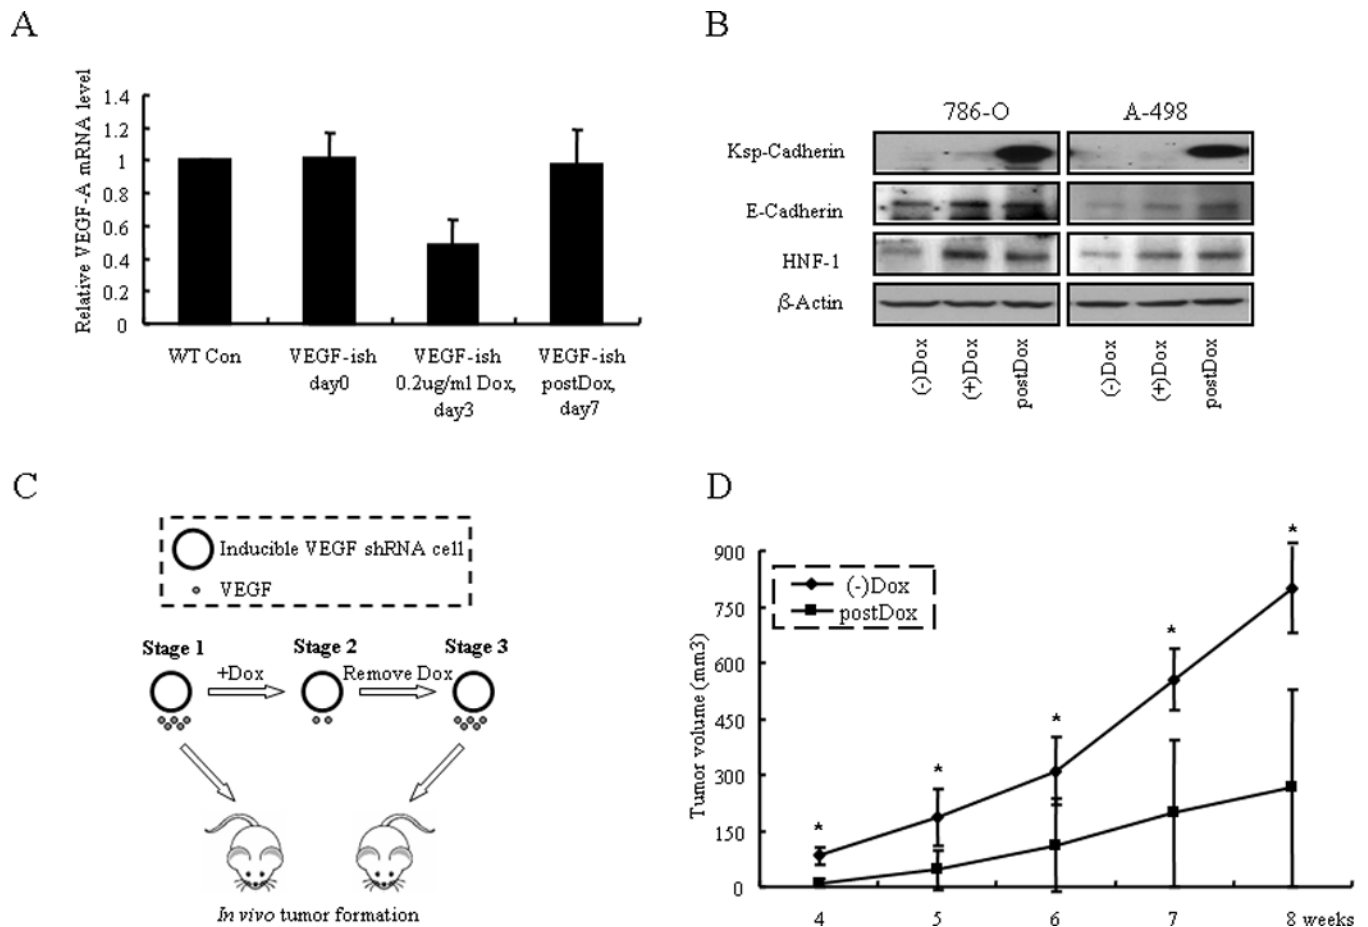 A
Relative VEGF-A mRNA level
1.4
1.2
1
0.8
0.6
0.4
0.2
0
WT Con
VEGF-ish
day0
VEGF-ish
0.2ug/ml Dox,
day3
VEGF-ish
postDox,
day7
B
786-O
A-498
Ksp-Cadherin
E-Cadherin
HNF-1
β-Actin
(-)Dox
(+)Dox
postDox
(-)Dox
(+)Dox
postDox
C
Inducible VEGF shRNA cell
VEGF
Stage 1
Stage 2
Stage 3
+Dox
Remove Dox
In vivo tumor formation
D
Tumor volume (mm3)
900
750
600
450
300
150
0
(-)Dox
postDox
*
*
*
*
*
4
5
6
7
8 weeks